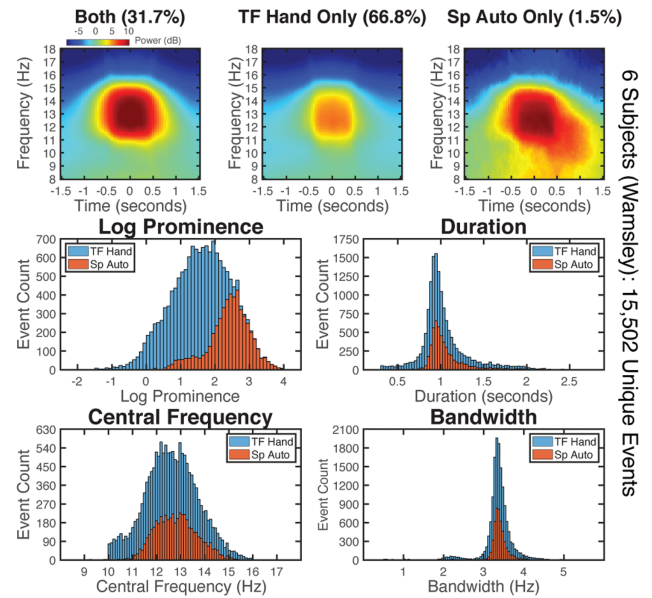 Both (31.7%) TF Hand Only (66.8%) Sp Auto Only (1.5%)
-5 0 5 10 Power (dB)
Frequency (Hz)
18
17
16
15
14
13
12
11
10
9
8
-1.5 -1 -0.5 0 0.5 1 1.5
Time (seconds)
Frequency (Hz)
18
17
16
15
14
13
12
11
10
9
8
-1.5 -1 -0.5 0 0.5 1 1.5
Time (seconds)
Frequency (Hz)
18
17
16
15
14
13
12
11
10
9
8
-1.5 -1 -0.5 0 0.5 1 1.5
Time (seconds)
6 Subjects (Wamsley): 15,502 Unique Events
Log Prominence
Event Count
700
600
500
400
300
200
100
0
TF Hand
Sp Auto
-2 -1 0 1 2 3 4
Log Prominence
Duration
Event Count
1750
1500
1250
1000
750
500
250
0
TF Hand
Sp Auto
0.5 1 1.5 2 2.5
Duration (seconds)
Central Frequency
Event Count
630
540
450
360
270
180
90
0
TF Hand
Sp Auto
9 10 11 12 13 14 15 16 17
Central Frequency (Hz)
Bandwidth
Event Count
2100
1800
1500
1200
900
600
300
0
TF Hand
Sp Auto
1 2 3 4 5
Bandwidth (Hz)